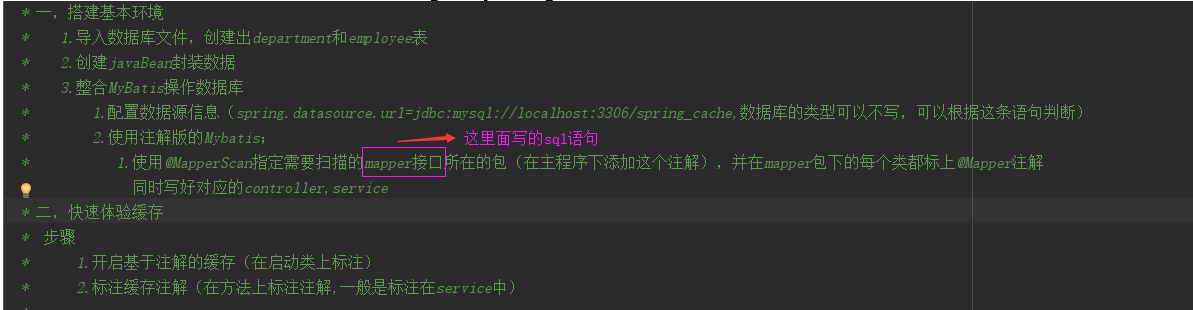 * 一，搭建基本环境
* 1.导入数据库文件，创建出department和employee表
* 2.创建javaBean封装数据
* 3.整合MyBatis操作数据库
* 1.配置数据源信息（spring.datasource.url=jdbc:mysql://localhost:3306/spring_cache,数据库的类型可以不写，可以根据这条语句判断）
* 2.使用注解版的Mybatis；
这里面写的sql语句
* 1.使用@MapperScan指定需要扫描的mapper接口所在的包（在主程序下添加这个注解），并在mapper包下的每个类都标上@Mapper注解
同时写好对应的controller,service
* 二，快速体验缓存
* 步骤
* 1.开启基于注解的缓存（在启动类上标注）
* 2.标注缓存注解（在方法上标注注解,一般是标注在service中）